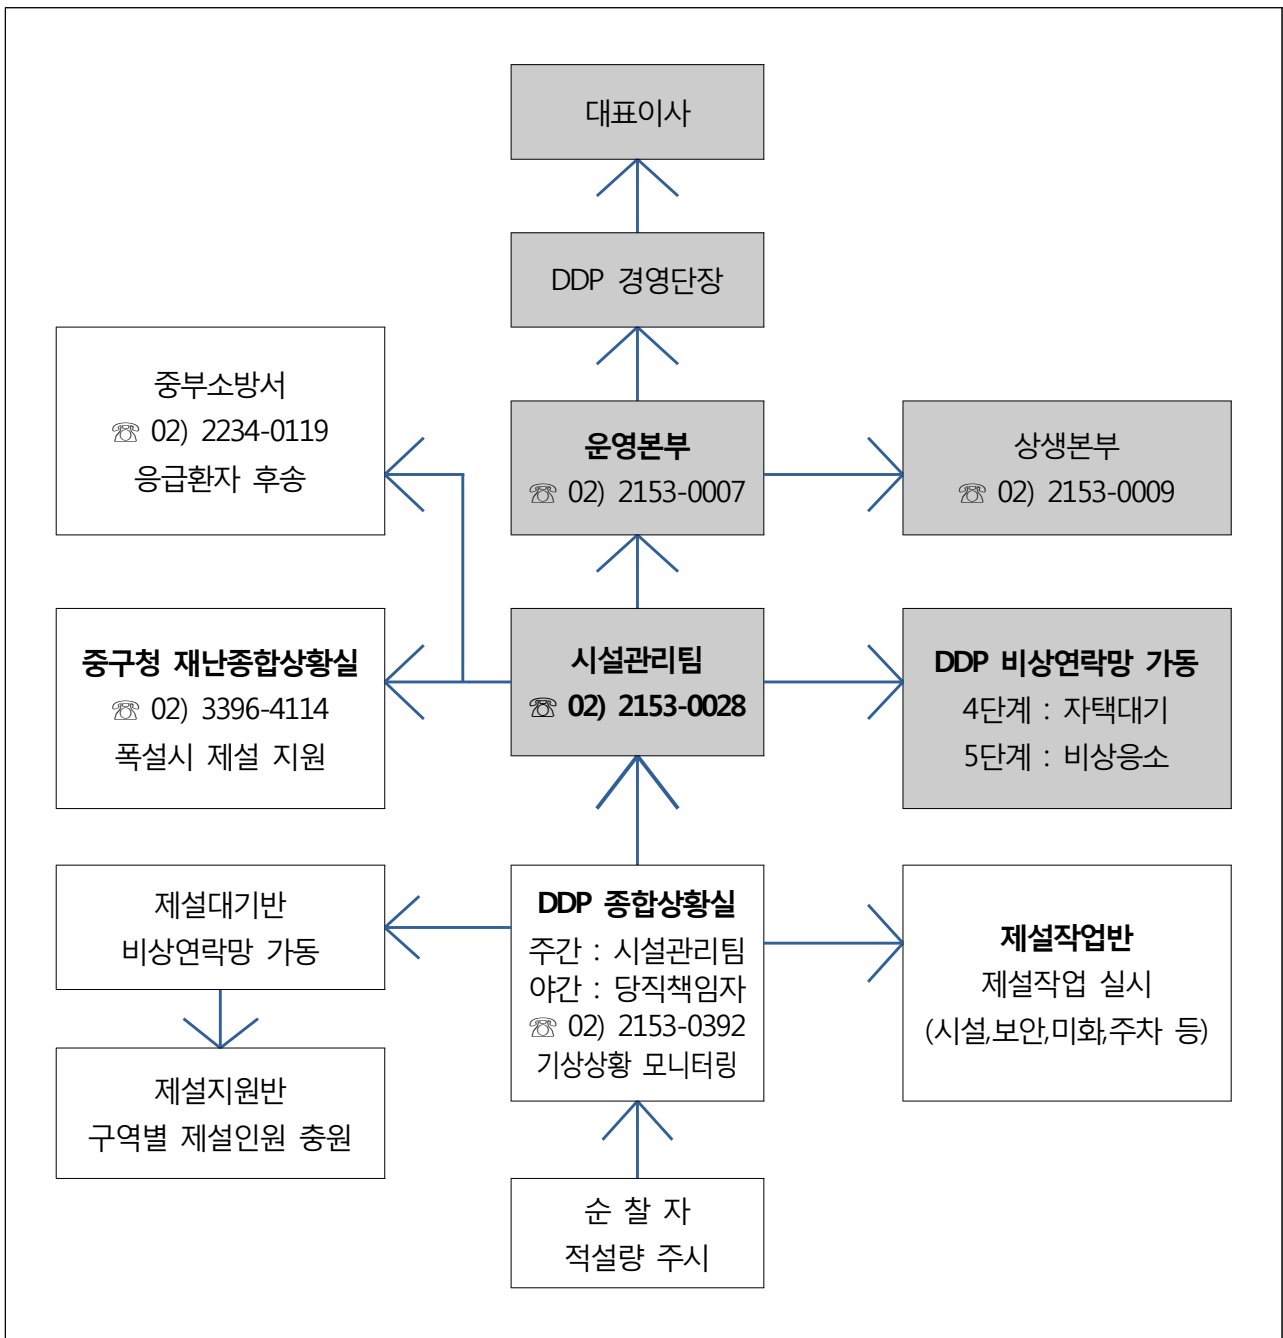 대표이사
DDP 경영단장
중부소방서
☏ 02) 2234-0119
응급환자 후송
운영본부
☏ 02) 2153-0007
상생본부
☏ 02) 2153-0009
중구청 재난종합상황실
☏ 02) 3396-4114
폭설시 제설 지원
시설관리팀
☏ 02) 2153-0028
DDP 비상연락망 가동
4단계 : 자택대기
5단계 : 비상응소
제설대기반
비상연락망 가동
DDP 종합상황실
주간 : 시설관리팀
야간 : 당직책임자
☏ 02) 2153-0392
기상상황 모니터링
제설작업반
제설작업 실시
(시설,보안,미화,주차 등)
제설지원반
구역별 제설인원 충원
순 찰 자
적설량 주시